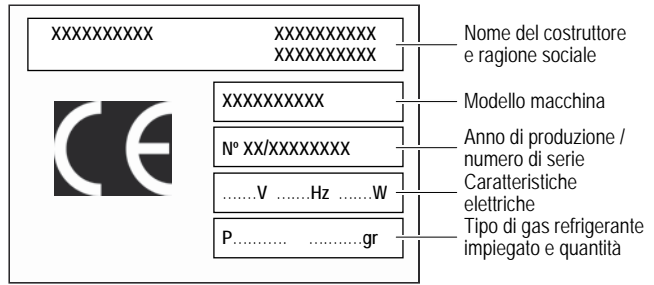 XXXXXXXXXX XXXXXXXXXX
XXXXXXXXXX
Nome del costruttore
e ragione sociale
CE
XXXXXXXXXX
Modello macchina
Nº XX/XXXXXXXX
Anno di produzione /
numero di serie
.......V .......Hz .......W
Caratteristiche
elettriche
P........... ...........gr
Tipo di gas refrigerante
impiegato e quantità